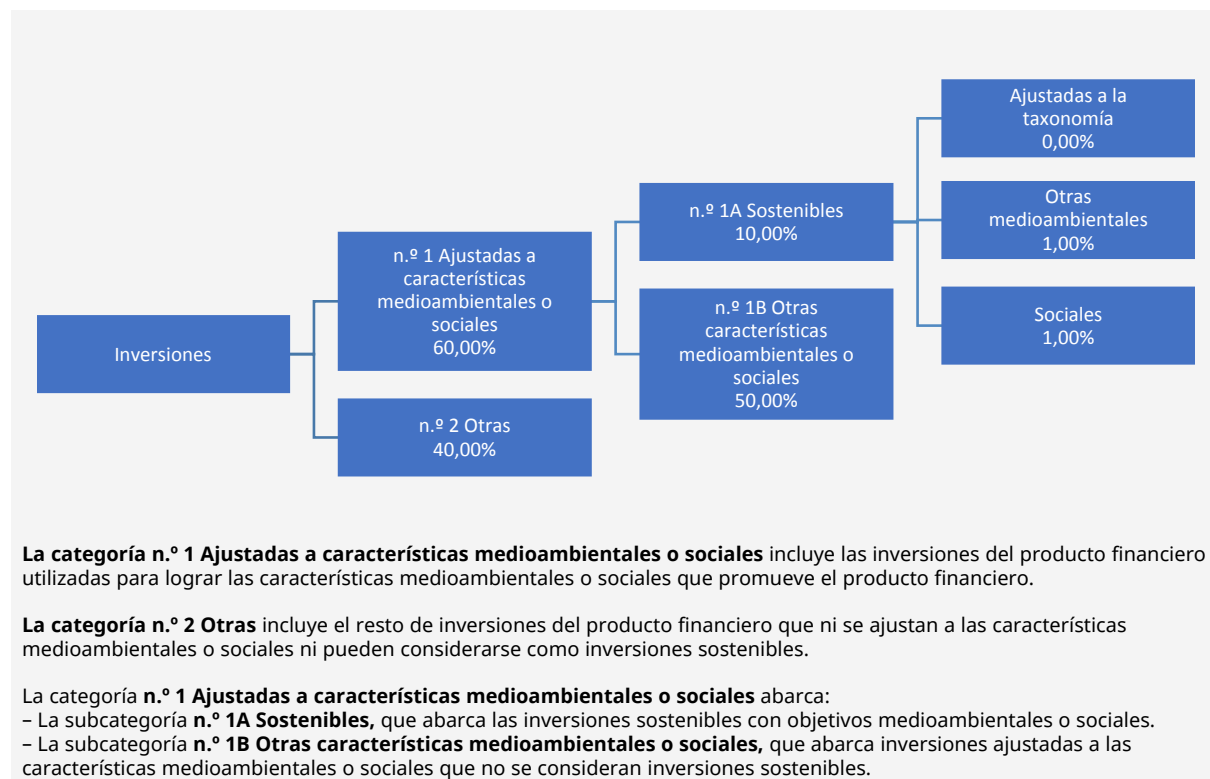 Inversiones
n.º 1 Ajustadas a
características
medioambientales o
sociales
60,00%
n.º 2 Otras
40,00%
n.º 1A Sostenibles
10,00%
n.º 1B Otras
características
medioambientales o
sociales
50,00%
Ajustadas a la
taxonomía
0,00%
Otras
medioambientales
1,00%
Sociales
1,00%
La categoría n.º 1 Ajustadas a características medioambientales o sociales incluye las inversiones del producto financiero
utilizadas para lograr las características medioambientales o sociales que promueve el producto financiero.
La categoría n.º 2 Otras incluye el resto de inversiones del producto financiero que ni se ajustan a las características
medioambientales o sociales ni pueden considerarse como inversiones sostenibles.
La categoría n.º 1 Ajustadas a características medioambientales o sociales abarca:
– La subcategoría n.º 1A Sostenibles, que abarca las inversiones sostenibles con objetivos medioambientales o sociales.
– La subcategoría n.º 1B Otras características medioambientales o sociales, que abarca inversiones ajustadas a las
características medioambientales o sociales que no se consideran inversiones sostenibles.